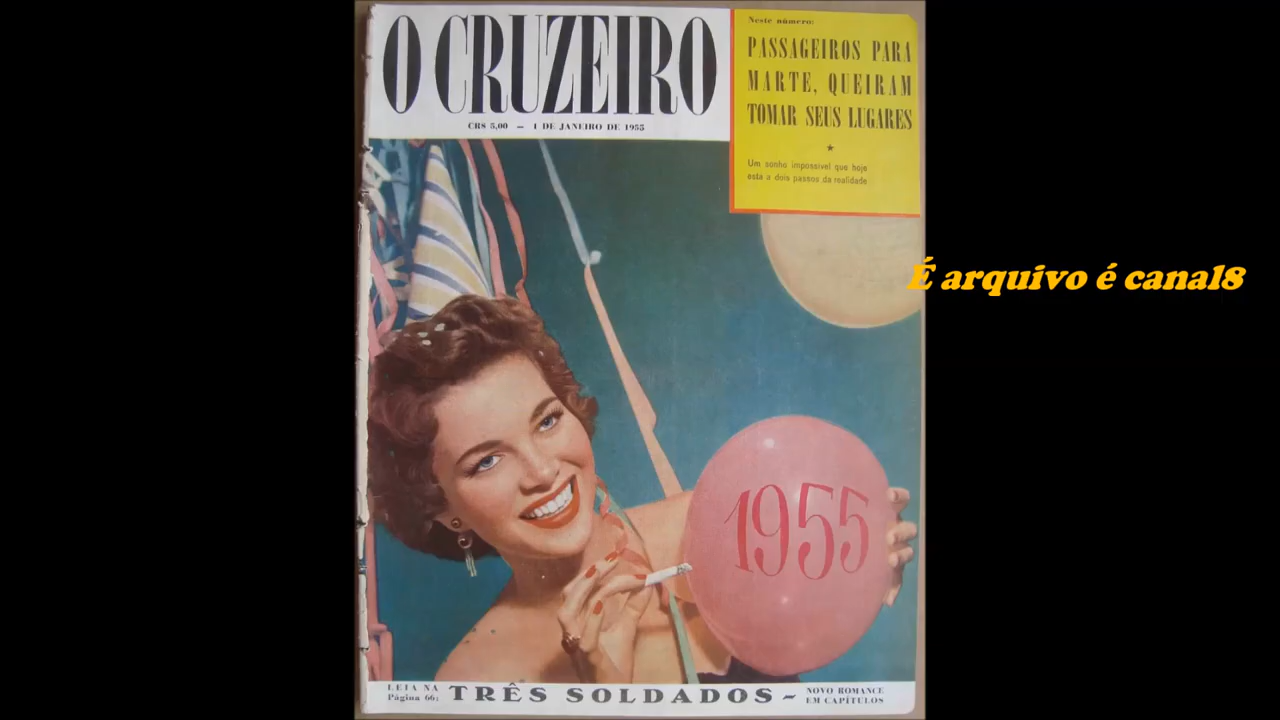 O CRUZEIRO
CR$ 5,00 — 1 DE JANEIRO DE 1955
Neste número:
PASSAGEIROS PARA
MARTE, QUEIRAM
TOMAR SEUS LUGARES
★
Um sonho impossivel que hoje
esta a dois passos da realidade
É arquivo é canal8
1955
LEIA NA
Página 66:
TRÊS SOLDADOS ~
NOVO ROMANCE
EM CAPÍTULOS